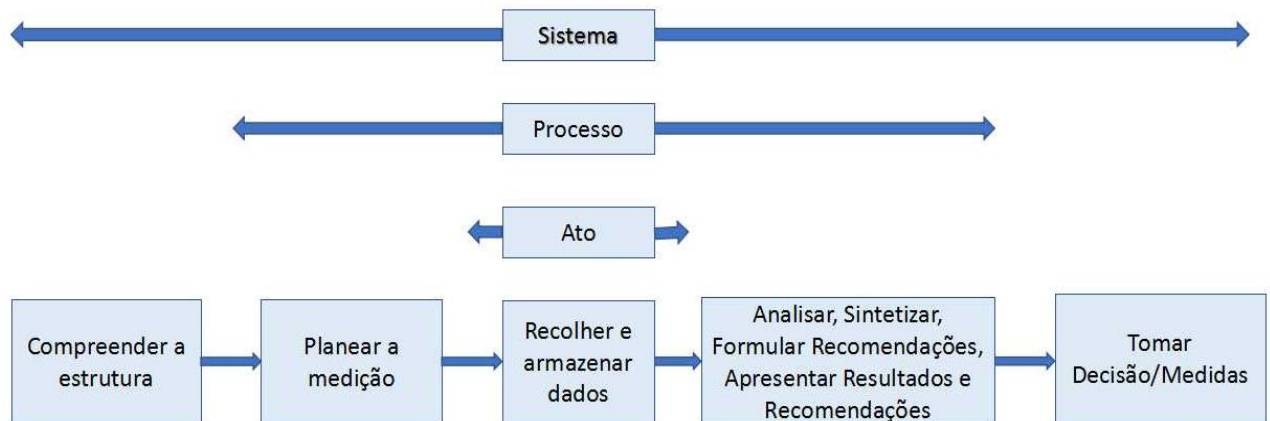 Sistema
Processo
Ato
Compreender a
estrutura
Planear a
medição
Recolher e
armazenar
dados
Analisar, Sintetizar,
Formular Recomendações,
Apresentar Resultados e
Recomendações
Tomar
Decisão/Medidas